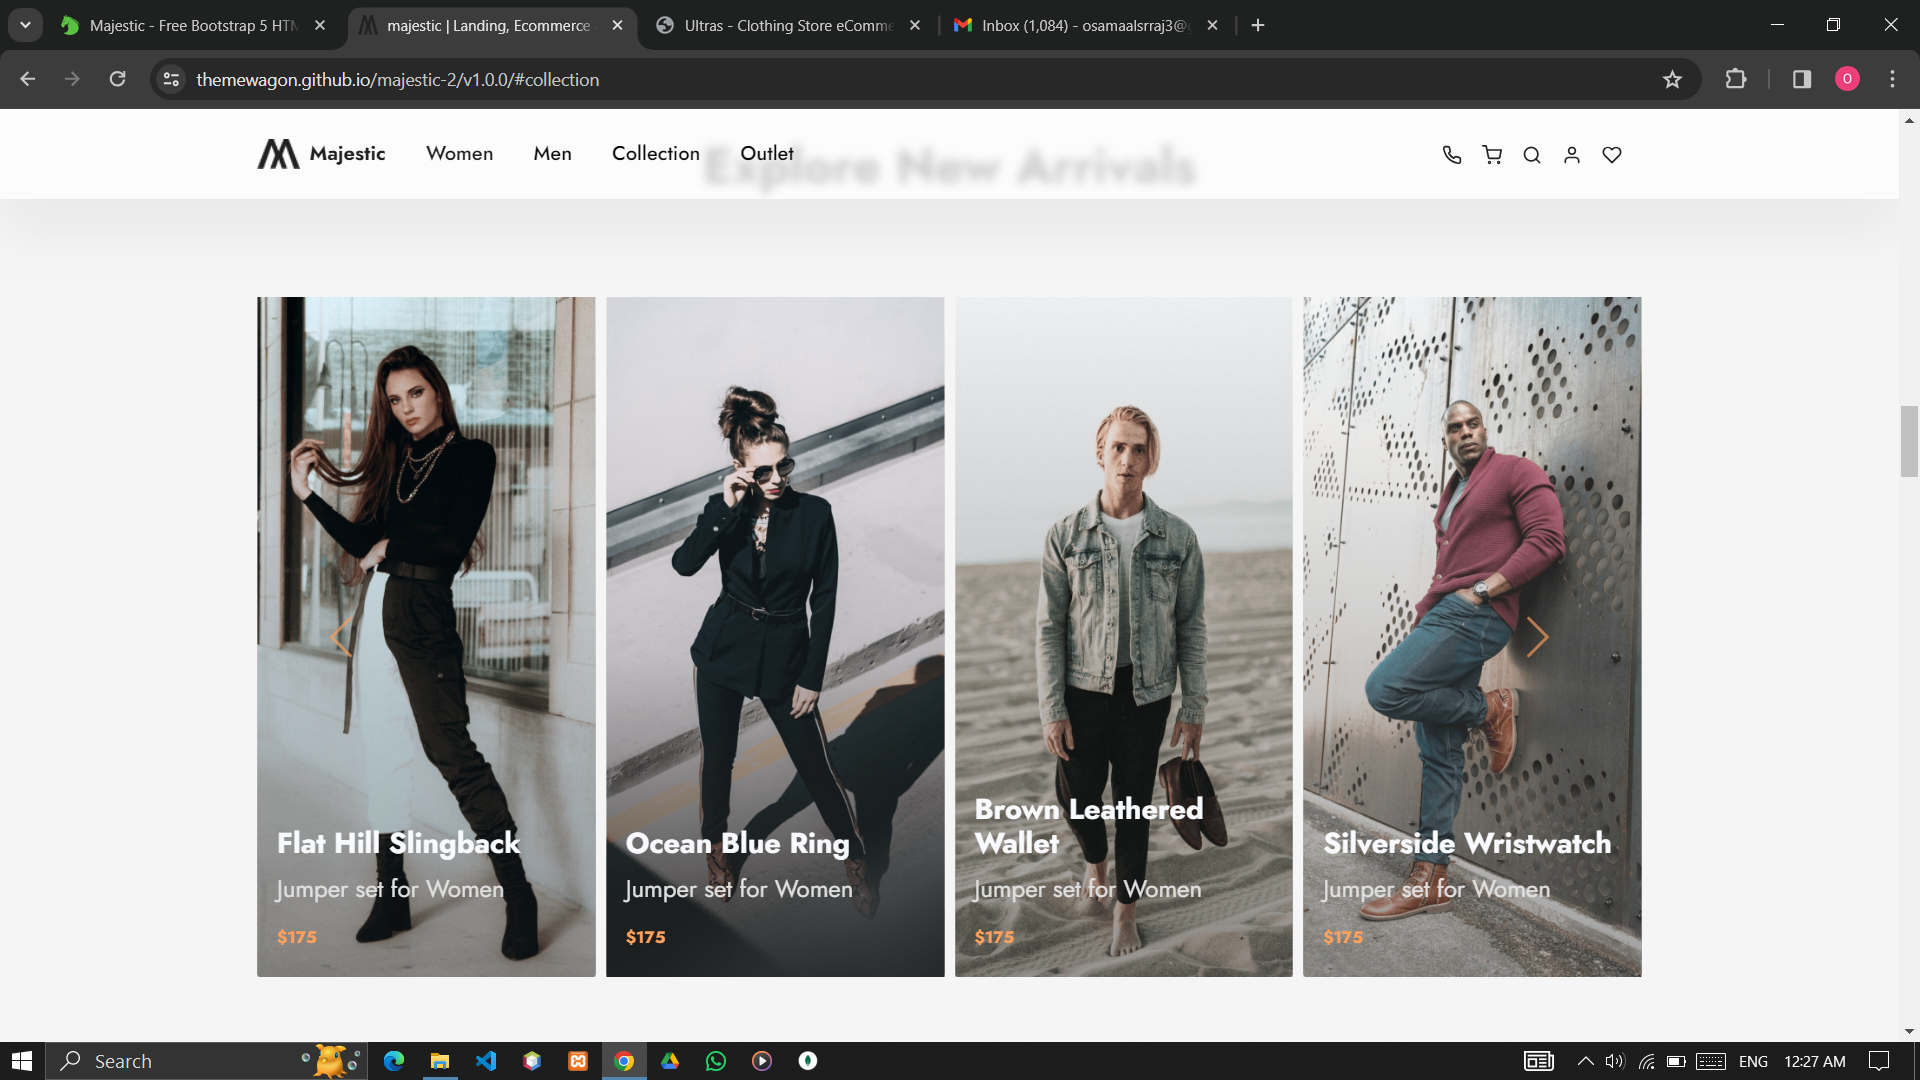 Majestic - Free Bootstrap 5 HTM
majestic | Landing, Ecommerce
Ultras - Clothing Store eComme
Inbox (1,084) - osamaalsrraj3@
themewagon.github.io/majestic-2/v1.0.0/#collection
O
Majestic
Women
Men
Collection
Outlet
Explore New Arrivals
Flat Hill Slingback
Jumper set for Women
$175
Ocean Blue Ring
Jumper set for Women
$175
Brown Leathered
Wallet
Jumper set for Women
$175
Silverside Wristwatch
Jumper set for Women
$175
Search
ENG
12:27 AM